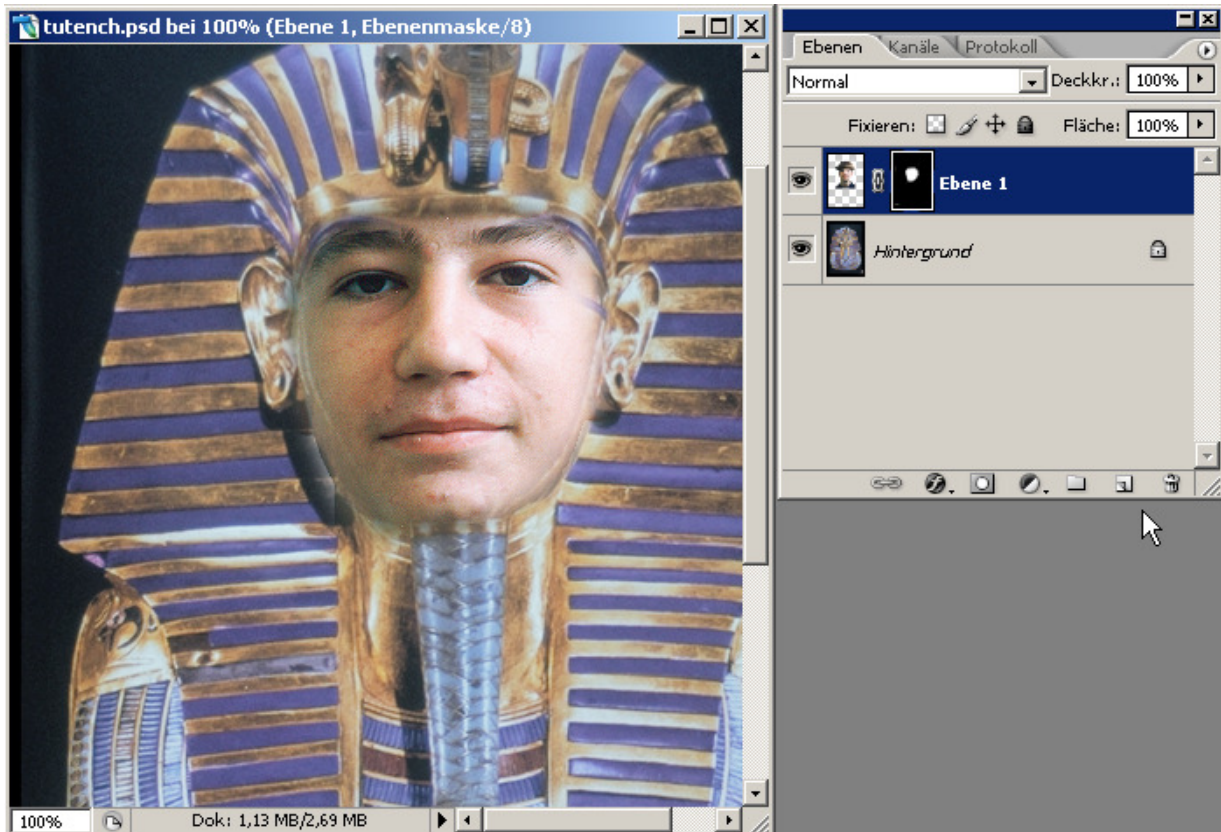 tutench.psd bei 100% (Ebene 1, Ebenenmaske/8)
Ebenen Kanäle Protokoll
Normal Deckkr.: 100%
Fixieren: Fläche: 100%
Ebene 1
Hintergrund
100% Dok: 1,13 MB/2,69 MB